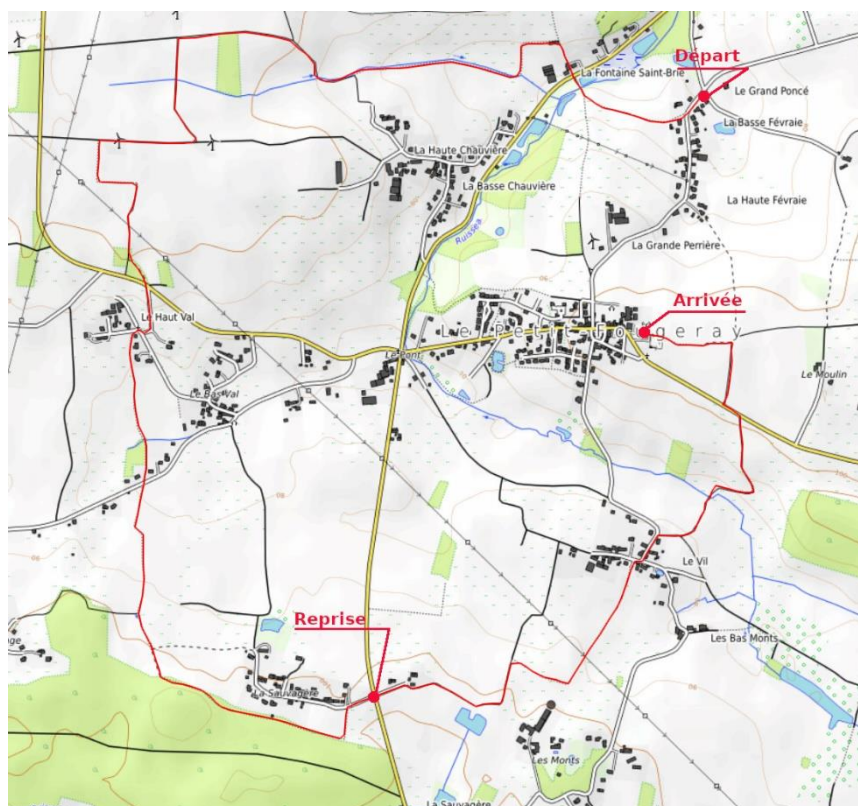 Départ
La Fontaine Saint-Brie
Le Grand Poncé
La Basse Févraie
La Haute Chauvière
La Basse Chauvière
La Haute Févraie
Ruissea
La Grande Perrière
Arrivée
Le Haut Val
Le Petit Fougeray
Le Pont
Le Moulin
Le Bas Val
Le Vil
Reprise
Les Bas Monts
ge
La Sauvagère
Les Monts
La Sauvagère